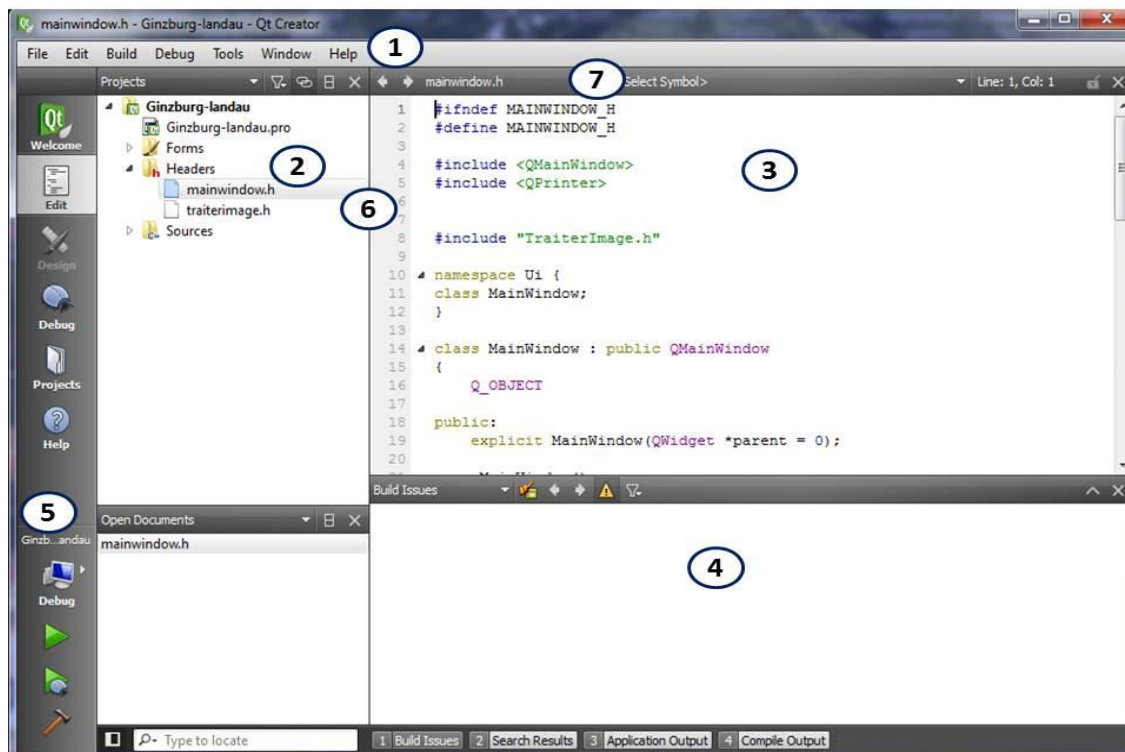 mainwindow.h - Ginzburg-landau - Qt Creator
File Edit Build Debug Tools Window Help
1
Projects
mainwindow.h
7
Select Symbol>
Line: 1, Col: 1
Welcome
Edit
Design
Debug
Projects
Help
Ginzburg-landau
Ginzburg-landau.pro
Forms
Headers
2
mainwindow.h
traiterimage.h
Sources
6
3
1 #ifndef MAINWINDOW_H
2 #define MAINWINDOW_H
3
4 #include <QMainWindow>
5 #include <QPrinter>
6
7
8 #include "TraiterImage.h"
9
10 namespace Ui {
11 class MainWindow;
12 }
13
14 class MainWindow : public QMainWindow
15 {
16 Q_OBJECT
17
18 public:
19 explicit MainWindow(QWidget *parent = 0);
20
Build Issues
4
5
Ginzb...andau
Debug
Open Documents
mainwindow.h
Type to locate
1 Build Issues 2 Search Results 3 Application Output 4 Compile Output